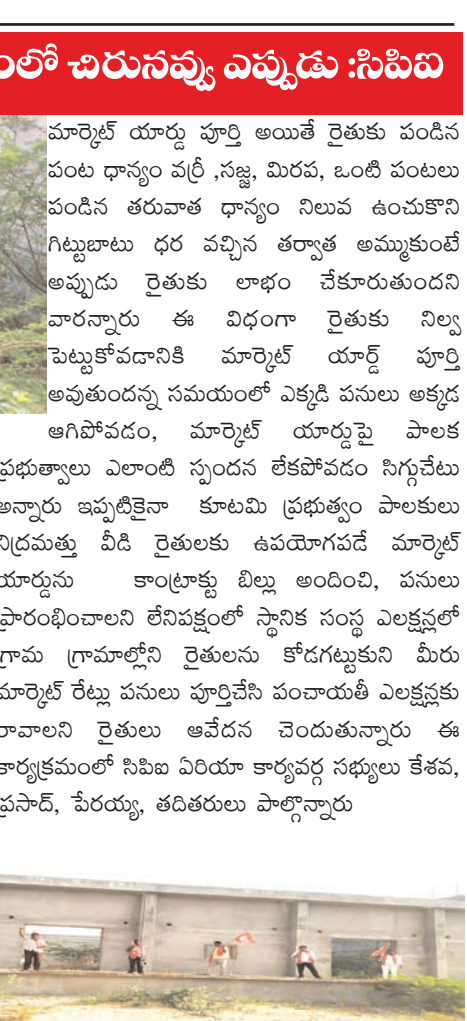 ంలో చిరునవ్వు ఎప్పుడు :సిపిఐ
మార్కెట్ యార్డు పూర్తి అయితే రైతుకు పండిన
పంట ధాన్యం వర్రీ ,సజ్జ, మిరప, ఒంటి పంటలు
పండిన తరువాత ధాన్యం నిలువ ఉంచుకొని
గిట్టుబాటు ధర వచ్చిన తర్వాత అమ్ముకుంటే
అప్పుడు రైతుకు లాభం చేకూరుతుందని
వారన్నారు ఈ విధంగా రైతుకు నిల్వ
పెట్టుకోవడానికి మార్కెట్ యార్డ్ పూర్తి
అవుతుందన్న సమయంలో ఎక్కడి పనులు అక్కడ
ఆగిపోవడం, మార్కెట్ యార్డుపై పాలక
ప్రభుత్వాలు ఎలాంటి స్పందన లేకపోవడం సిగ్గుచేటు
అన్నారు ఇప్పటికైనా కూటమి ప్రభుత్వం పాలకులు
నిద్రమత్తు వీడి రైతులకు ఉపయోగపడే మార్కెట్
యార్డును కాంట్రాక్టు బిల్లు అందించి, పనులు
ప్రారంభించాలని లేనిపక్షంలో స్థానిక సంస్థ ఎలక్షన్లలో
గ్రామ గ్రామాల్లోని రైతులను కోడగట్టుకుని మీరు
మార్కెట్ రేట్లు పనులు పూర్తిచేసి పంచాయతీ ఎలక్షన్లకు
రావాలని రైతులు ఆవేదన చెందుతున్నారు ఈ
కార్యక్రమంలో సిపిఐ ఏరియా కార్యవర్గ సభ్యులు కేశవ,
ప్రసాద్, పేరయ్య, తదితరులు పాల్గొన్నారు